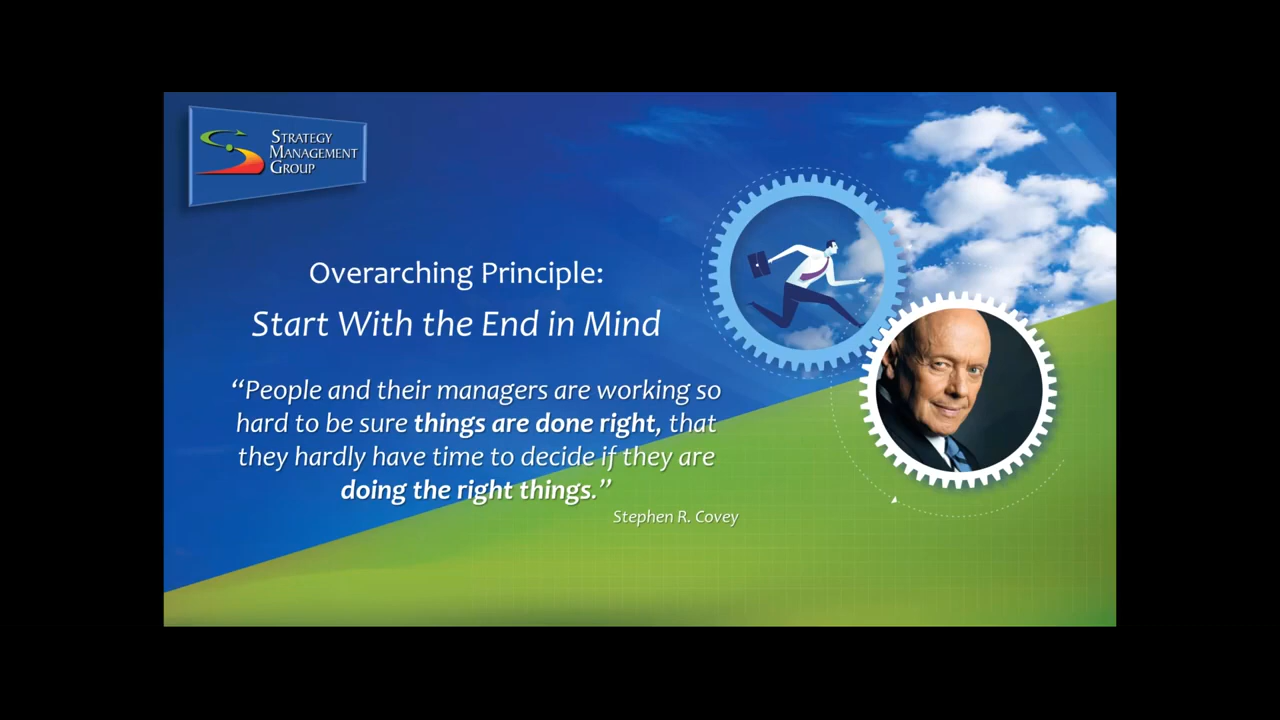 STRATEGY
MANAGEMENT
GROUP
Overarching Principle:
Start With the End in Mind
“People and their managers are working so
hard to be sure things are done right, that
they hardly have time to decide if they are
doing the right things.”
Stephen R. Covey